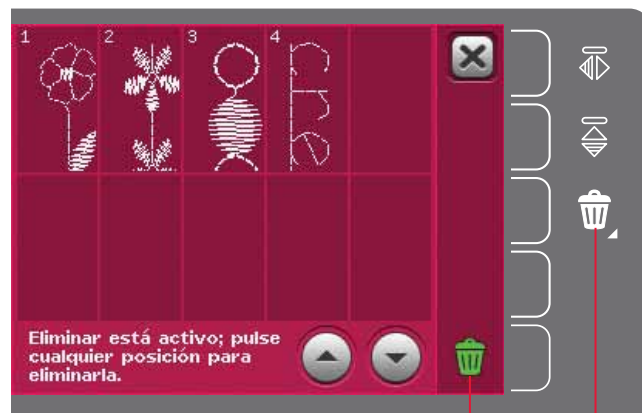 1 2 3 4
Eliminar está activo; pulse
cualquier posición para
eliminarla.